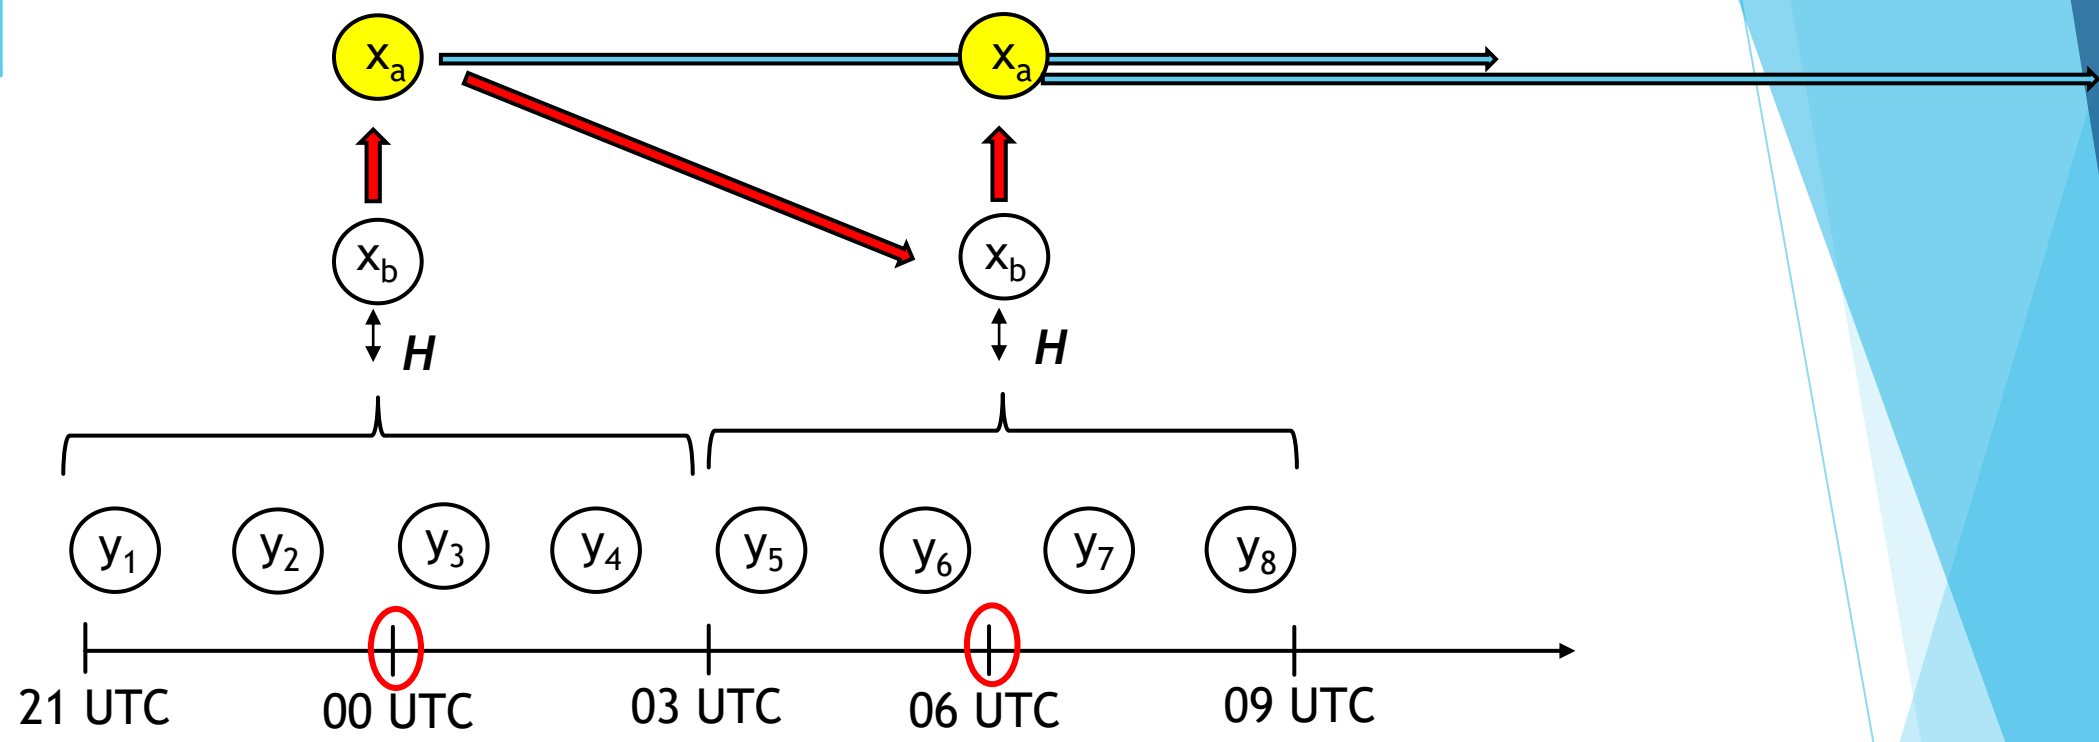 xa xa
xb xb
H H
y1 y2 y3 y4 y5 y6 y7 y8
21 UTC 00 UTC 03 UTC 06 UTC 09 UTC